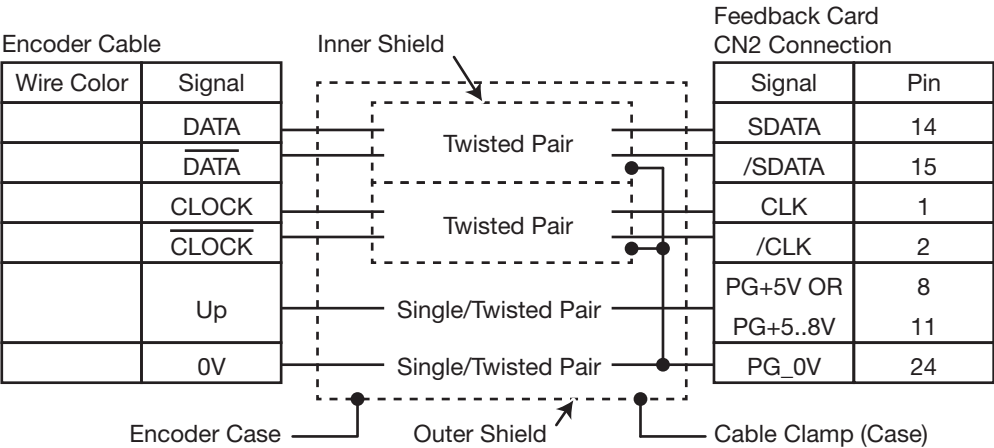 Feedback Card
Encoder Cable Inner Shield CN2 Connection
Wire Color Signal Signal Pin
DATA Twisted Pair SDATA 14
D̅A̅T̅A̅ /SDATA 15
CLOCK Twisted Pair CLK 1
C̅L̅O̅C̅K̅ /CLK 2
Up Single/Twisted Pair PG+5V OR 8
PG+5..8V 11
0V Single/Twisted Pair PG_0V 24
Encoder Case Outer Shield Cable Clamp (Case)